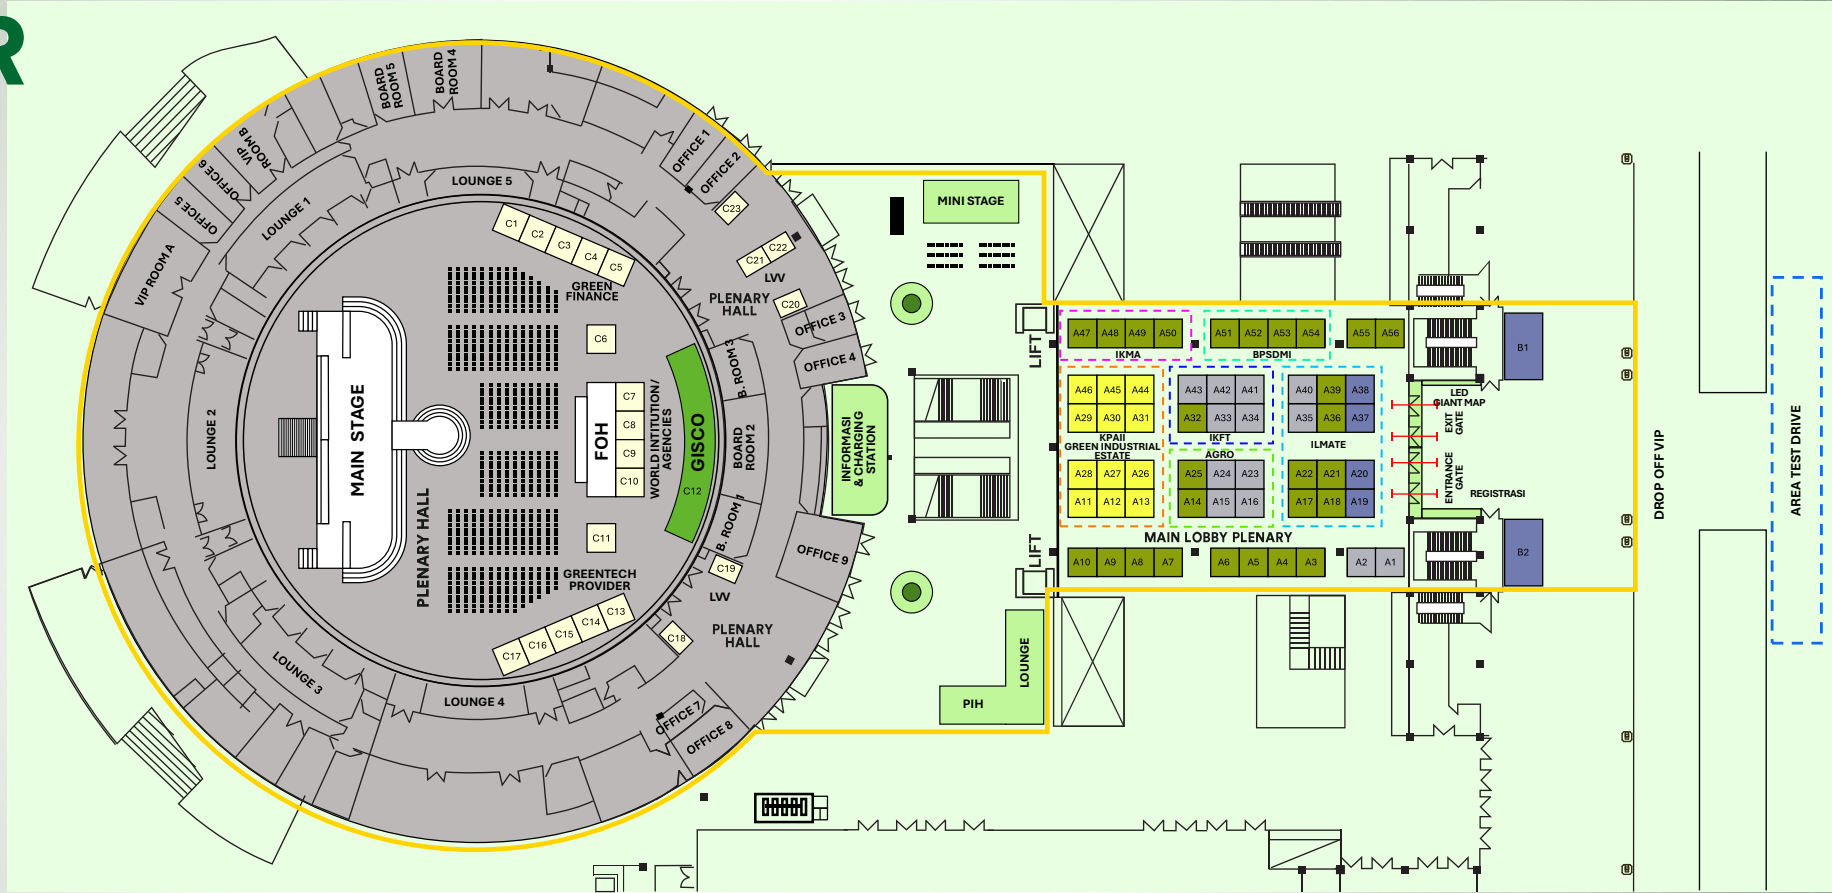 R
BOARD
ROOM 5
BOARD
ROOM 4
VIP
ROOM B
OFFICE 6
OFFICE 5
VIP ROOM A
LOUNGE 1
LOUNGE 5
OFFICE 1
OFFICE 2
C23
C22
C21
LVV
PLENARY
HALL
C20
OFFICE 3
OFFICE 4
C1
C2
C3
C4
C5
GREEN
FINANCE
C6
B. ROOM 3
LOUNGE 2
MAIN STAGE
FOH
C7
C8
C9
C10
WORLD INTITUTION/
AGENCIES
GISCO
C12
BOARD
ROOM 2
INFORMASI
& CHARGING
STATION
PLENARY HALL
C11
B. ROOM 1
OFFICE 9
C19
LVV
GREENTECH
PROVIDER
C13
C14
C15
C16
C17
C18
PLENARY
HALL
LOUNGE 3
LOUNGE 4
OFFICE 7
OFFICE 8
MINI STAGE
LIFT
LIFT
LOUNGE
PIH
A47
A48
A49
A50
IKMA
A51
A52
A53
A54
BPSDMI
A55
A56
A46
A45
A44
A29
A30
A31
KPAII
GREEN INDUSTRIAL
ESTATE
A28
A27
A26
A11
A12
A13
A43
A42
A41
A32
A33
A34
IKFT
AGRO
A25
A24
A23
A14
A15
A16
A40
A39
A38
A35
A36
A37
ILMATE
A22
A21
A20
A17
A18
A19
MAIN LOBBY PLENARY
A10
A9
A8
A7
A6
A5
A4
A3
A2
A1
B1
LED
GIANT MAP
EXIT
GATE
ENTRANCE
GATE
REGISTRASI
B2
DROP OFF VIP
AREA TEST DRIVE